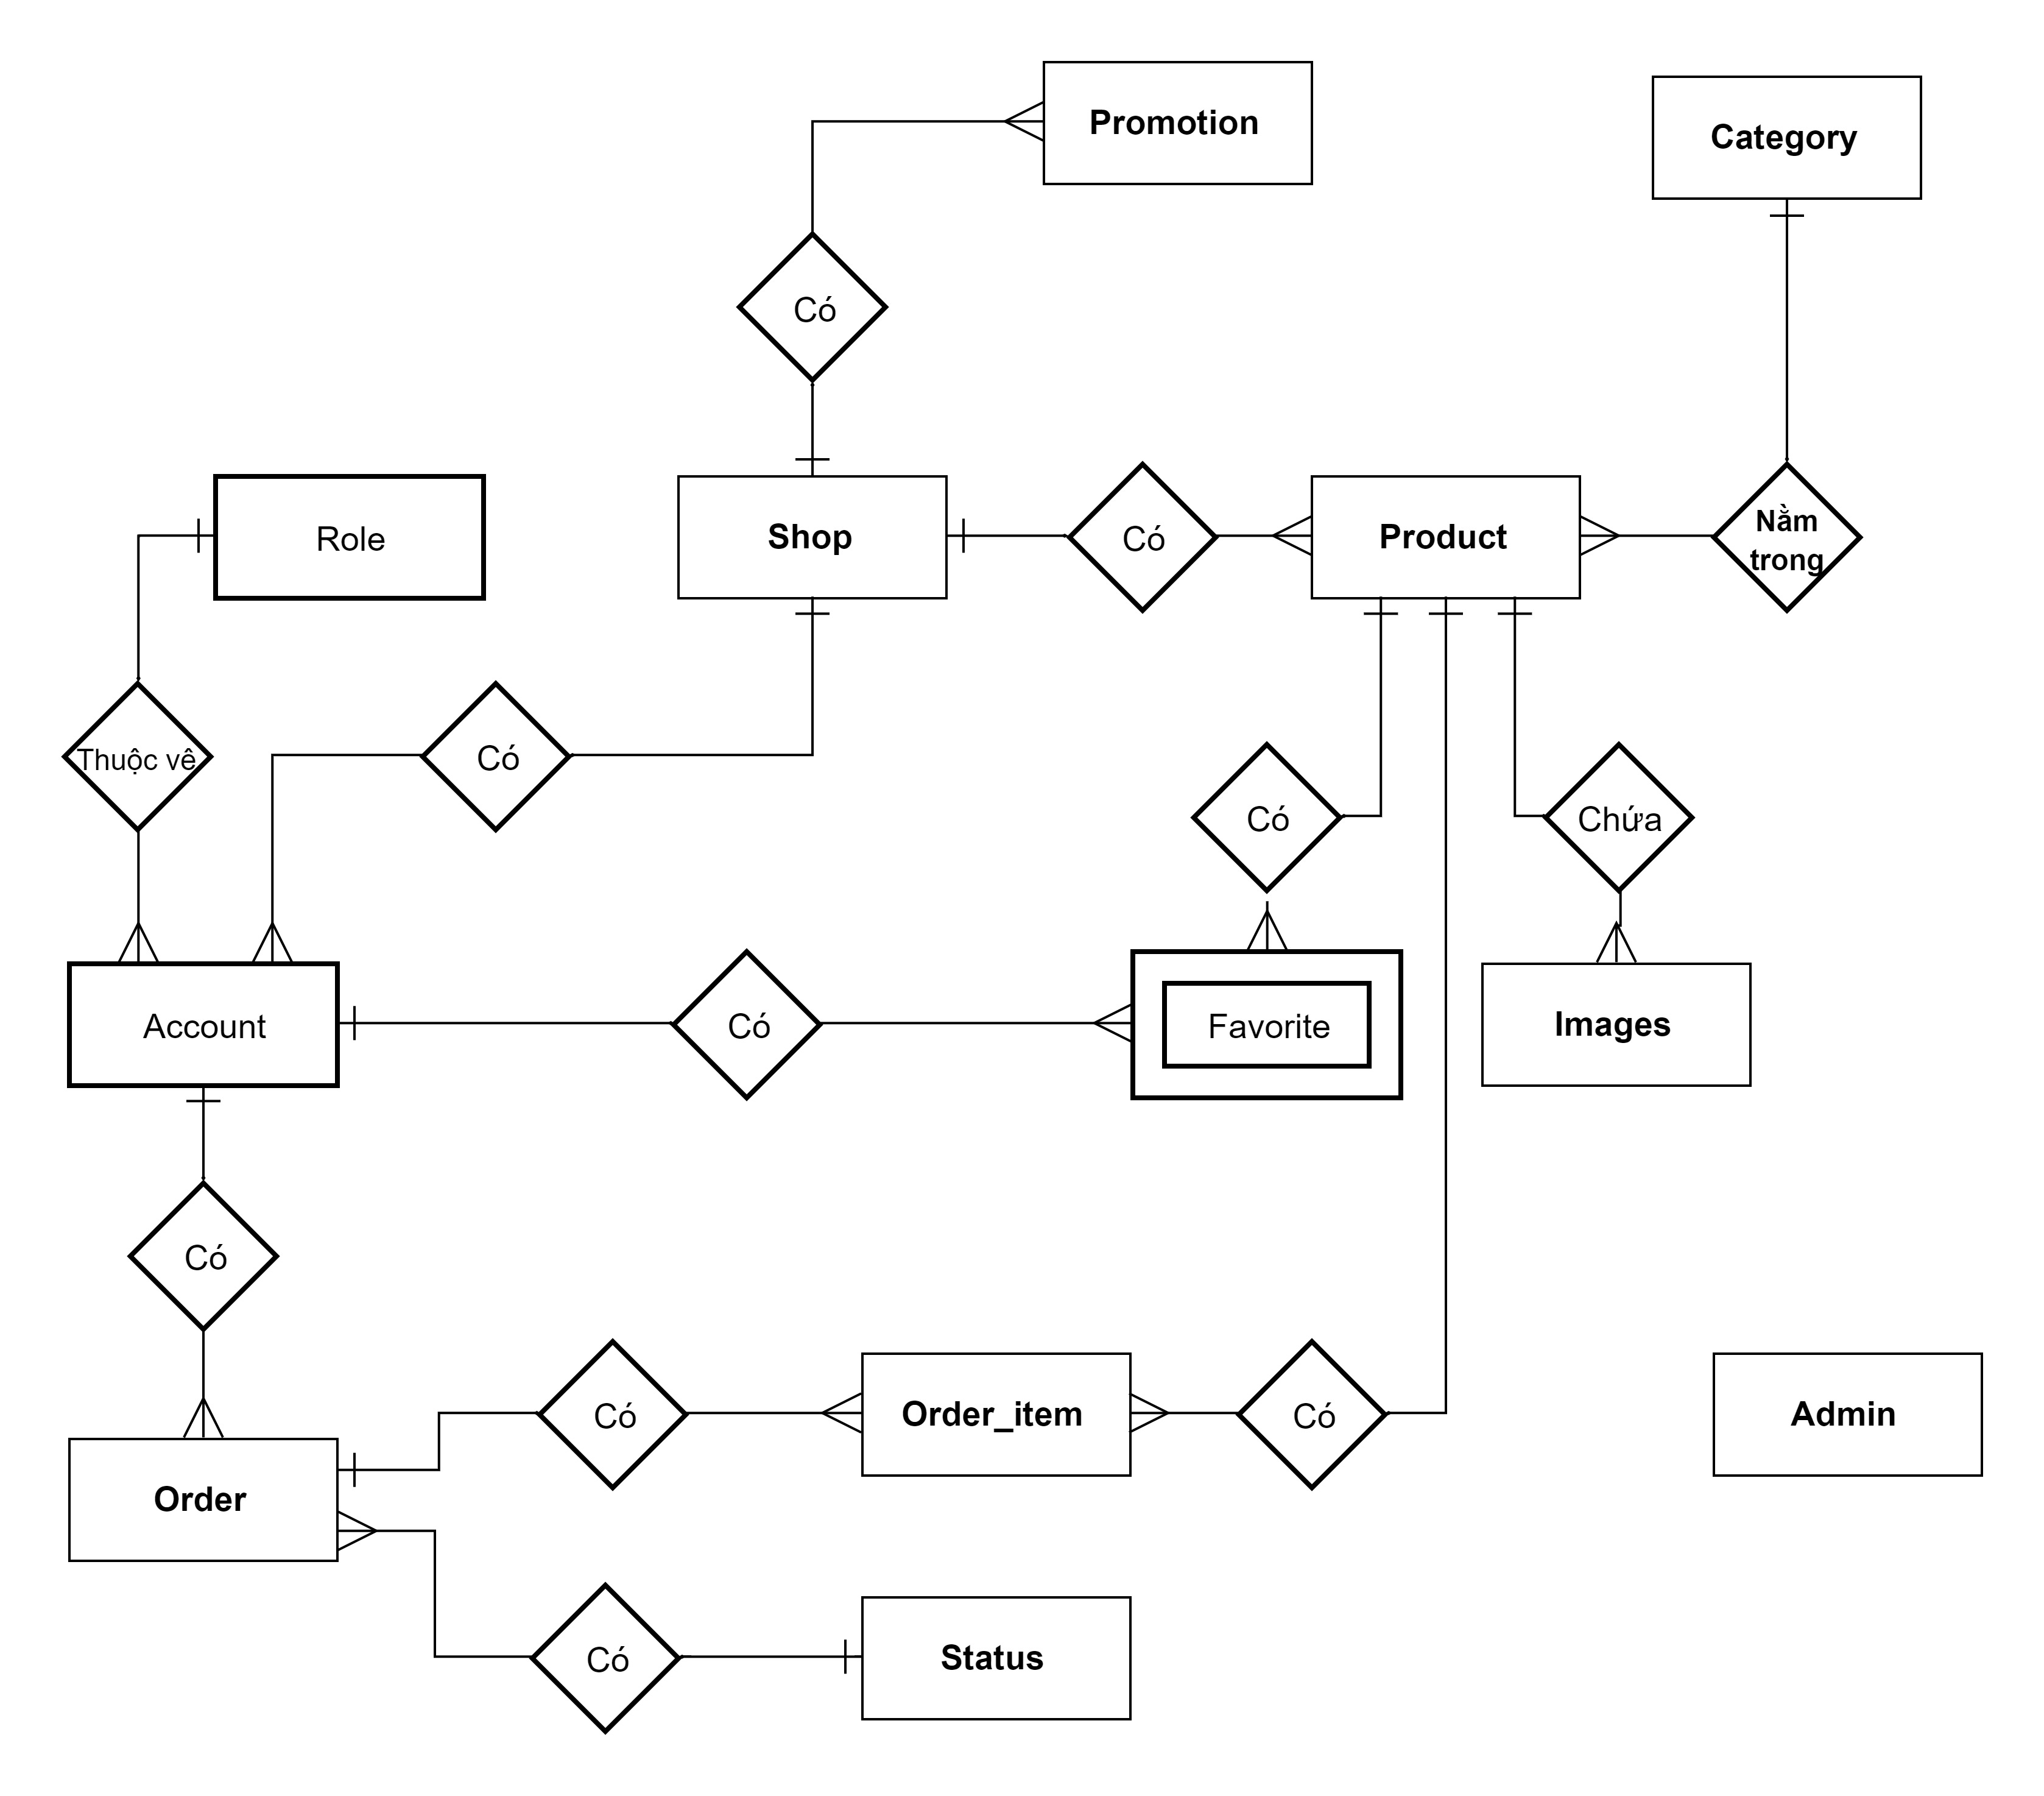 Promotion
Category
Có
Role
Shop
Có
Product
Nằm
trong
Thuộc vê
Có
Có
Chứa
Account
Có
Favorite
Images
Có
Có
Order_item
Có
Admin
Order
Có
Status